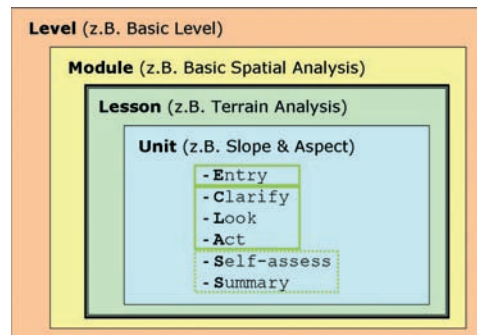 Level (z.B. Basic Level)
Module (z.B. Basic Spatial Analysis)
Lesson (z.B. Terrain Analysis)
Unit (z.B. Slope & Aspect)
- Entry
- Clarify
- Look
- Act
- Self-assess
- Summary